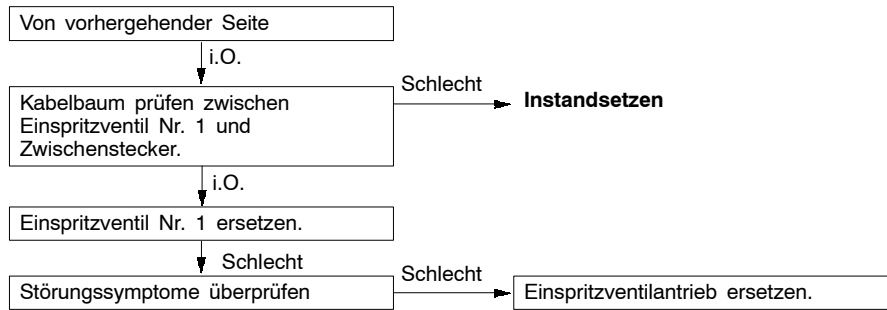 Von vorhergehender Seite
i.O.
Kabelbaum prüfen zwischen
Einspritzventil Nr. 1 und
Zwischenstecker.
Schlecht
Instandsetzen
i.O.
Einspritzventil Nr. 1 ersetzen.
Schlecht
Störungssymptome überprüfen
Schlecht
Einspritzventilantrieb ersetzen.